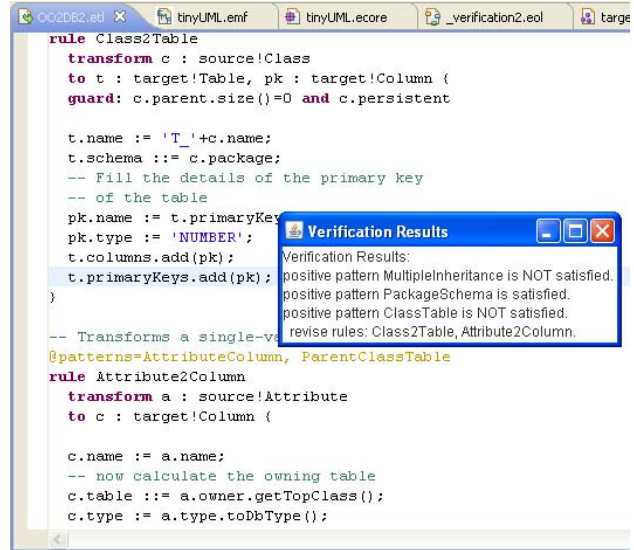 OO2DB2.etl
tinyUML.emf
tinyUML.ecore
_verification2.eol
targe
rule Class2Table
transform c : source!Class
to t : target!Table, pk : target!Column {
guard: c.parent.size()=0 and c.persistent
t.name := 'T_'+c.name;
t.schema ::= c.package;
-- Fill the details of the primary key
-- of the table
pk.name := t.primaryKey
pk.type := 'NUMBER';
t.columns.add(pk);
t.primaryKeys.add(pk);
}
Verification Results
Verification Results:
positive pattern MultipleInheritance is NOT satisfied.
positive pattern PackageSchema is satisfied.
positive pattern ClassTable is NOT satisfied.
revise rules: Class2Table, Attribute2Column.
-- Transforms a single-va
@patterns=AttributeColumn, ParentClassTable
rule Attribute2Column
transform a : source!Attribute
to c : target!Column {
c.name := a.name;
-- now calculate the owning table
c.table ::= a.owner.getTopClass();
c.type := a.type.toDbType();